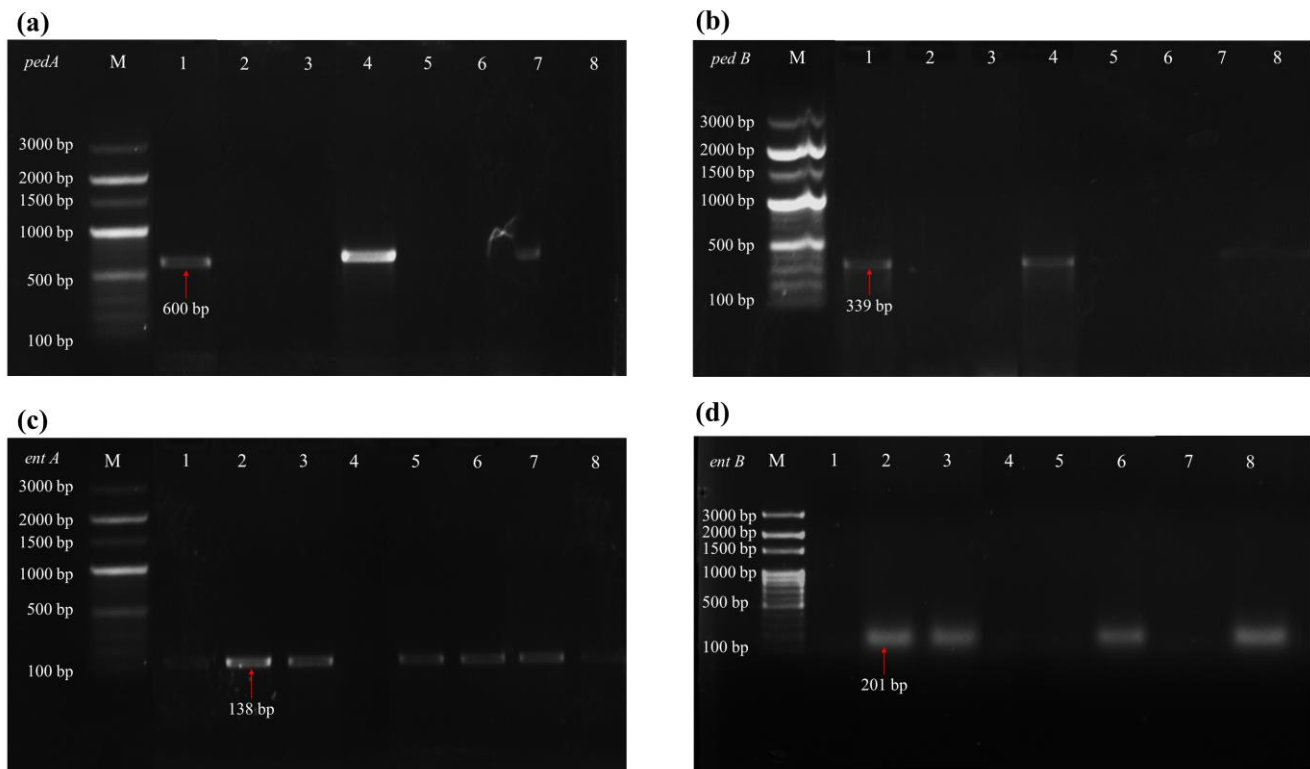 (a)
pedA M 1 2 3 4 5 6 7 8
3000 bp
2000 bp
1500 bp
1000 bp
500 bp
600 bp
100 bp
(b)
ped B M 1 2 3 4 5 6 7 8
3000 bp
2000 bp
1500 bp
1000 bp
500 bp
100 bp
339 bp
(c)
ent A M 1 2 3 4 5 6 7 8
3000 bp
2000 bp
1500 bp
1000 bp
500 bp
100 bp
138 bp
(d)
ent B M 1 2 3 4 5 6 7 8
3000 bp
2000 bp
1500 bp
1000 bp
500 bp
100 bp
201 bp